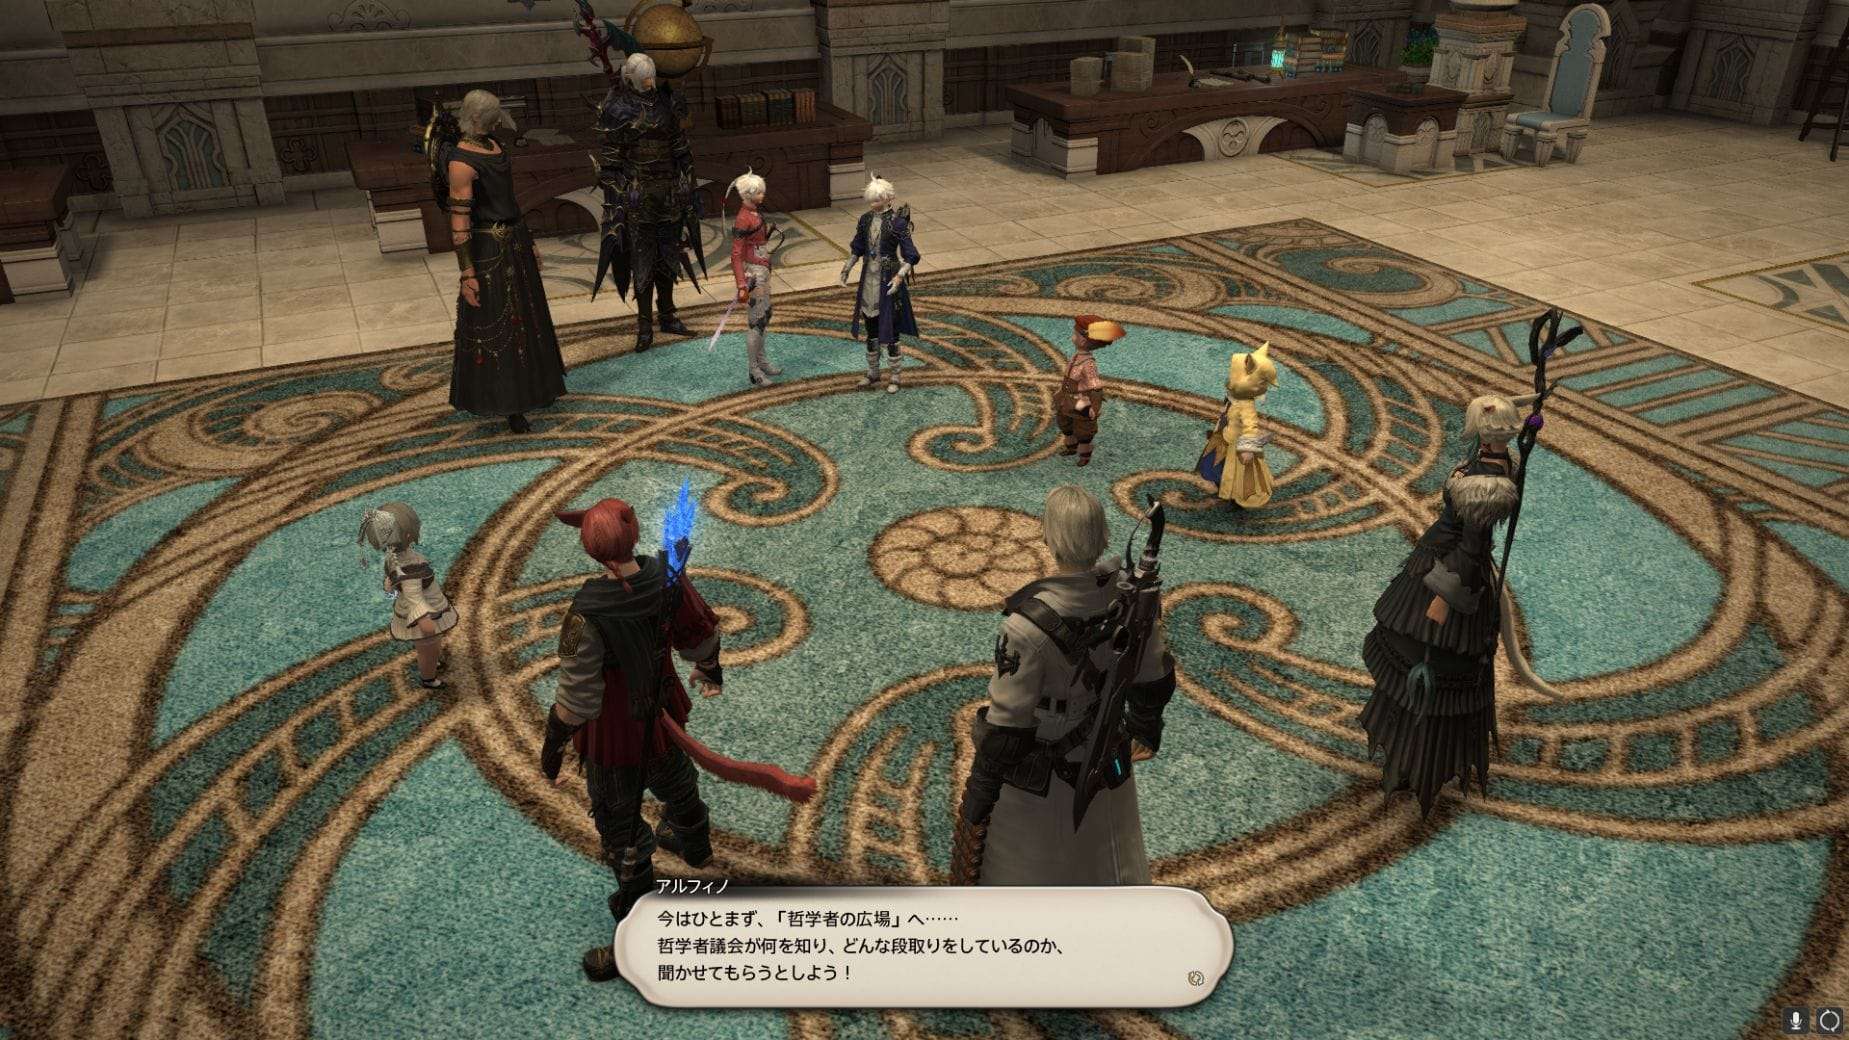 アルフィノ
今はひとまず、「哲学者の広場」へ……
哲学者議会が何を知り、どんな段取りをしているのか、
聞かせてもらうとしよう！